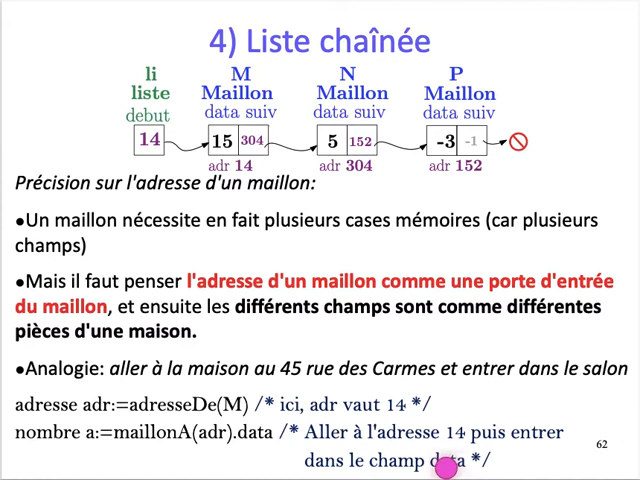 4) Liste chaînée
li M N P
liste Maillon Maillon Maillon
debut data suiv data suiv data suiv
14 15 304 5 152 -3 -1
adr 14 adr 304 adr 152
Précision sur l'adresse d'un maillon:
●Un maillon nécessite en fait plusieurs cases mémoires (car plusieurs
champs)
●Mais il faut penser l'adresse d'un maillon comme une porte d'entrée
du maillon, et ensuite les différents champs sont comme différentes
pièces d'une maison.
●Analogie: aller à la maison au 45 rue des Carmes et entrer dans le salon
adresse adr:=adresseDe(M) /* ici, adr vaut 14 */
nombre a:=maillonA(adr).data /* Aller à l'adresse 14 puis entrer
dans le champ data */
62